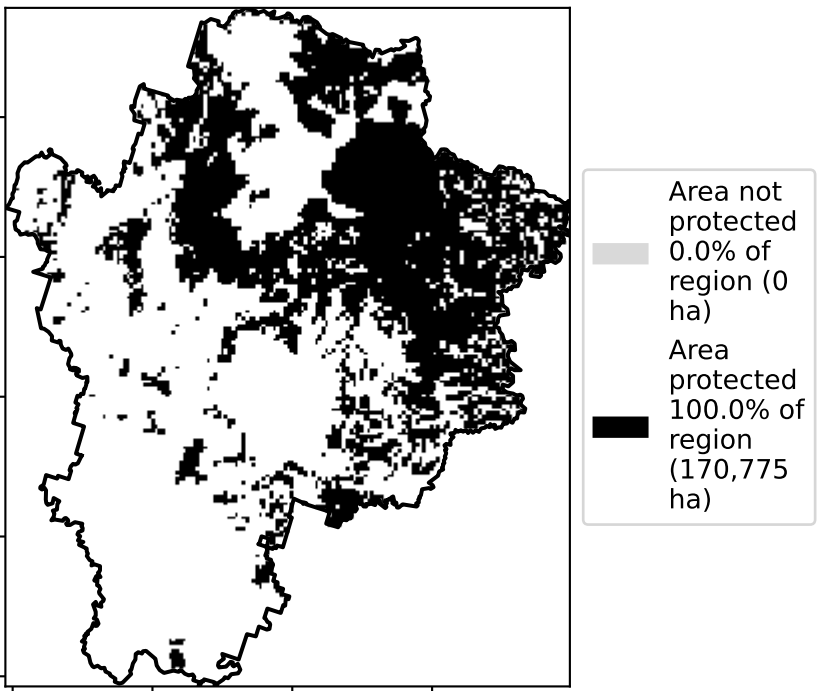 Area not
protected
0.0% of
region (0
ha)
Area
protected
100.0% of
region
(170,775
ha)